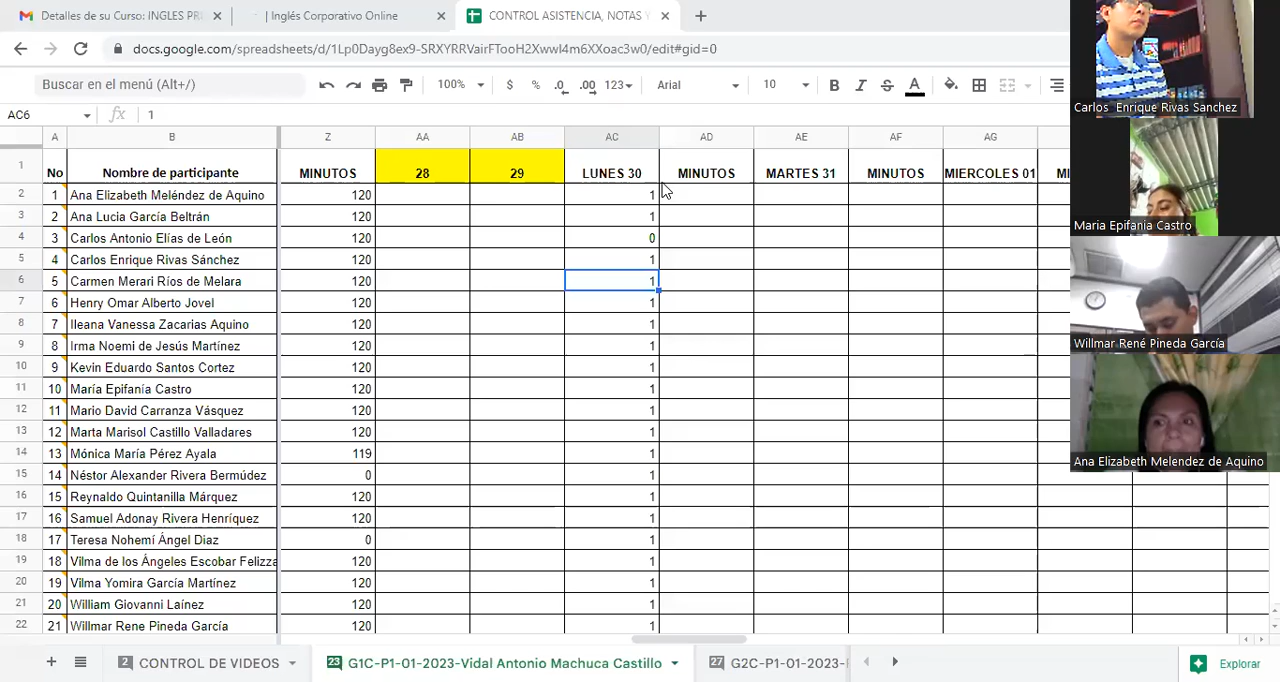 Detalles de su Curso: INGLES PR
Inglés Corporativo Online
CONTROL ASISTENCIA, NOTAS Y
docs.google.com/spreadsheets/d/1Lp0Dayg8ex9-SRXYRRVairFTooH2XwwI4m6XXoac3w0/edit#gid=0
Buscar en el menú (Alt+/)
100% $ % .0 .00 123 Arial 10 B I S A
AC6 fx 1
A B Z AA AB AC AD AE AF AG
1 No Nombre de participante MINUTOS 28 29 LUNES 30 MINUTOS MARTES 31 MINUTOS MIERCOLES 01 MI
2 1 Ana Elizabeth Meléndez de Aquino 120 1
3 2 Ana Lucia García Beltrán 120 1
4 3 Carlos Antonio Elías de León 120 0
5 4 Carlos Enrique Rivas Sánchez 120 1
6 5 Carmen Merari Ríos de Melara 120 1
7 6 Henry Omar Alberto Jovel 120 1
8 7 Ileana Vanessa Zacarias Aquino 120 1
9 8 Irma Noemi de Jesús Martínez 120 1
10 9 Kevin Eduardo Santos Cortez 120 1
11 10 María Epifanía Castro 120 1
12 11 Mario David Carranza Vásquez 120 1
13 12 Marta Marisol Castillo Valladares 120 1
14 13 Mónica María Pérez Ayala 119 1
15 14 Néstor Alexander Rivera Bermúdez 0 1
16 15 Reynaldo Quintanilla Márquez 120 1
17 16 Samuel Adonay Rivera Henríquez 120 1
18 17 Teresa Nohemí Ángel Diaz 0 1
19 18 Vilma de los Ángeles Escobar Felizza 120 1
20 19 Vilma Yomira García Martínez 120 1
21 20 William Giovanni Laínez 120 1
22 21 Willmar Rene Pineda García 120 1
2 CONTROL DE VIDEOS 23 G1C-P1-01-2023-Vidal Antonio Machuca Castillo 27 G2C-P1-01-2023- Explorar
Carlos Enrique Rivas Sanchez
Maria Epifania Castro
Willmar René Pineda García
Ana Elizabeth Melendez de Aquino